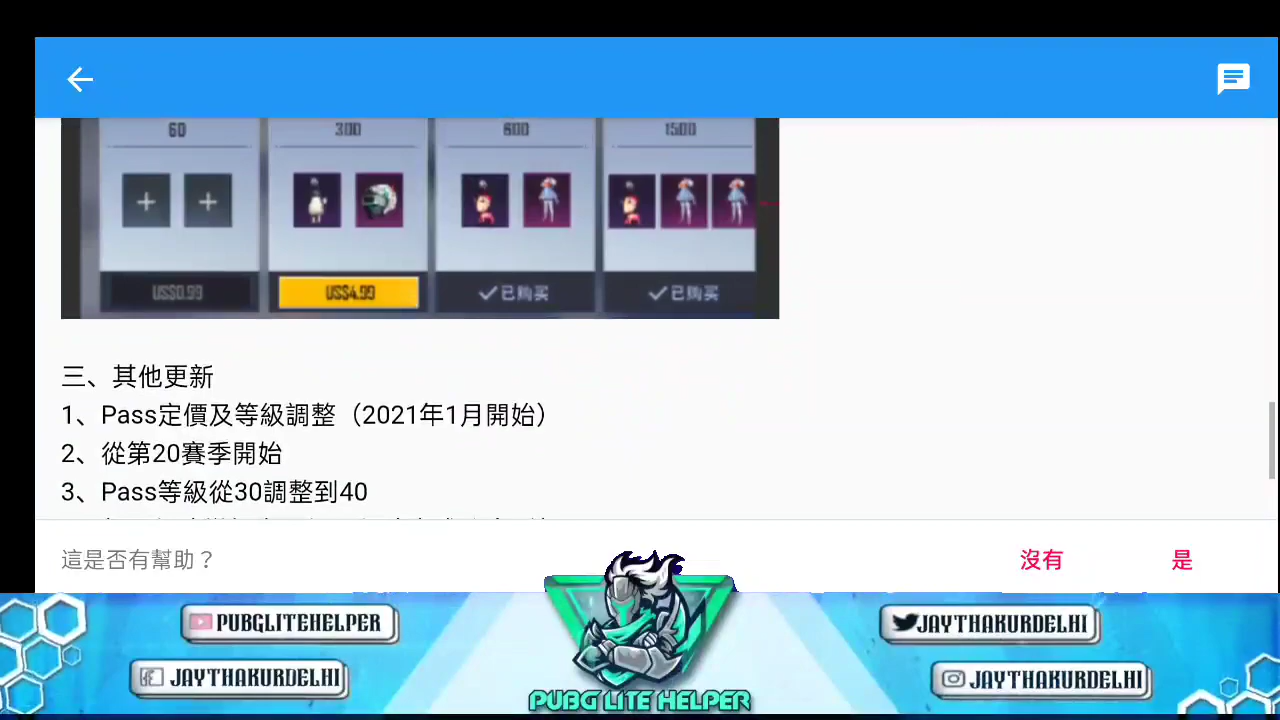 60 300 600 1500
US$0.99 US$4.99 已购买 已购买
三、其他更新
1、Pass定價及等級調整（2021年1月開始）
2、從第20賽季開始
3、Pass等級從30調整到40
這是否有幫助？ 沒有 是
PUBGLITEHELPER
JAYTHAKURDELHI
JAYTHAKURDELHI
JAYTHAKURDELHI
PUBG LITE HELPER